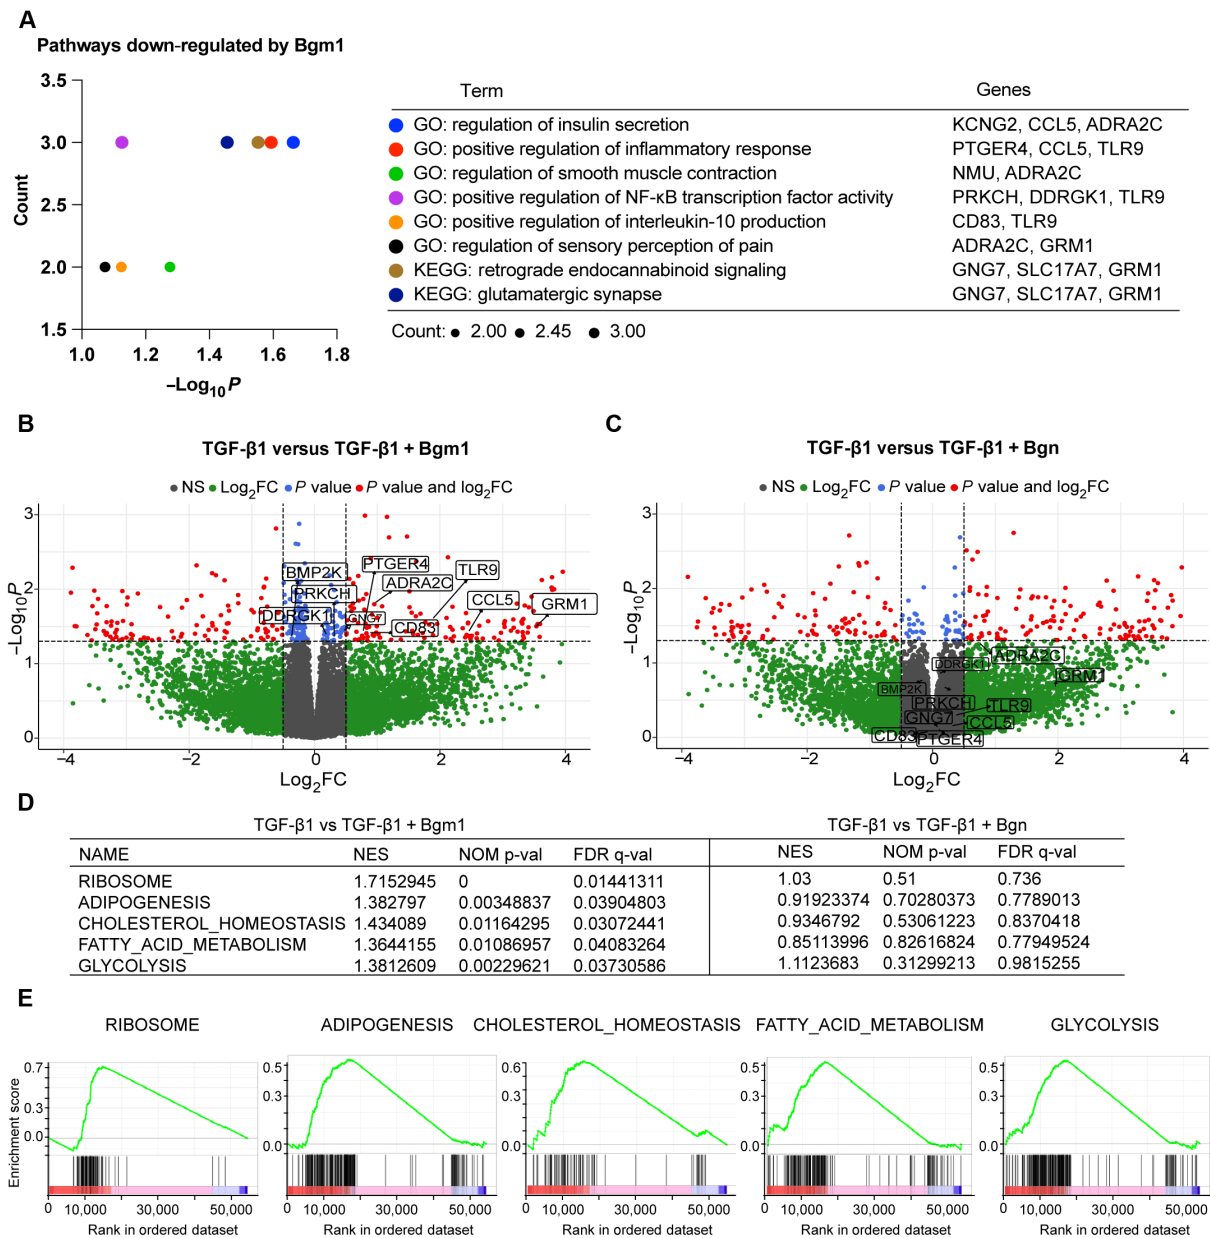 A
Pathways down-regulated by Bgm1
3.5
3.0
2.5
2.0
1.5
Count
1.0 1.2 1.4 1.6 1.8
–Log10P
Term Genes
GO: regulation of insulin secretion KCNG2, CCL5, ADRA2C
GO: positive regulation of inflammatory response PTGER4, CCL5, TLR9
GO: regulation of smooth muscle contraction NMU, ADRA2C
GO: positive regulation of NF-κB transcription factor activity PRKCH, DDRGK1, TLR9
GO: positive regulation of interleukin-10 production CD83, TLR9
GO: regulation of sensory perception of pain ADRA2C, GRM1
KEGG: retrograde endocannabinoid signaling GNG7, SLC17A7, GRM1
KEGG: glutamatergic synapse GNG7, SLC17A7, GRM1
Count: 2.00 2.45 3.00
B
TGF-β1 versus TGF-β1 + Bgm1
NS Log2FC P value P value and log2FC
3
2
1
0
–Log10P
BMP2K
PTGER4
TLR9
ADRA2C
PRKCH
CCL5
GRM1
DDRGK1
GNG7
CD83
−4 −2 0 2 4
Log2FC
C
TGF-β1 versus TGF-β1 + Bgn
NS Log2FC P value P value and log2FC
3
2
1
0
–Log10P
ADRA2C
DDRGK1
GRM1
BMP2K
PRKCH
TLR9
GNG7
CCL5
CD83
PTGER4
−4 −2 0 2 4
Log2FC
D
TGF-β1 vs TGF-β1 + Bgm1 TGF-β1 vs TGF-β1 + Bgn
NAME NES NOM p-val FDR q-val NES NOM p-val FDR q-val
RIBOSOME 1.7152945 0 0.01441311 1.03 0.51 0.736
ADIPOGENESIS 1.382797 0.00348837 0.03904803 0.91923374 0.70280373 0.7789013
CHOLESTEROL_HOMEOSTASIS 1.434089 0.01164295 0.03072441 0.9346792 0.53061223 0.8370418
FATTY_ACID_METABOLISM 1.3644155 0.01086957 0.04083264 0.85113996 0.82616824 0.77949524
GLYCOLYSIS 1.3812609 0.00229621 0.03730586 1.1123683 0.31299213 0.9815255
E
RIBOSOME ADIPOGENESIS CHOLESTEROL_HOMEOSTASIS FATTY_ACID_METABOLISM GLYCOLYSIS
Enrichment score
0.7
0.3
0.0
0.5
0.3
0.0
0.6
0.3
0.0
0.5
0.3
0.0
0.5
0.3
0.0
0 10,000 30,000 50,000 0 10,000 30,000 50,000 0 10,000 30,000 50,000 0 10,000 30,000 50,000 0 10,000 30,000 50,000
Rank in ordered dataset Rank in ordered dataset Rank in ordered dataset Rank in ordered dataset Rank in ordered dataset